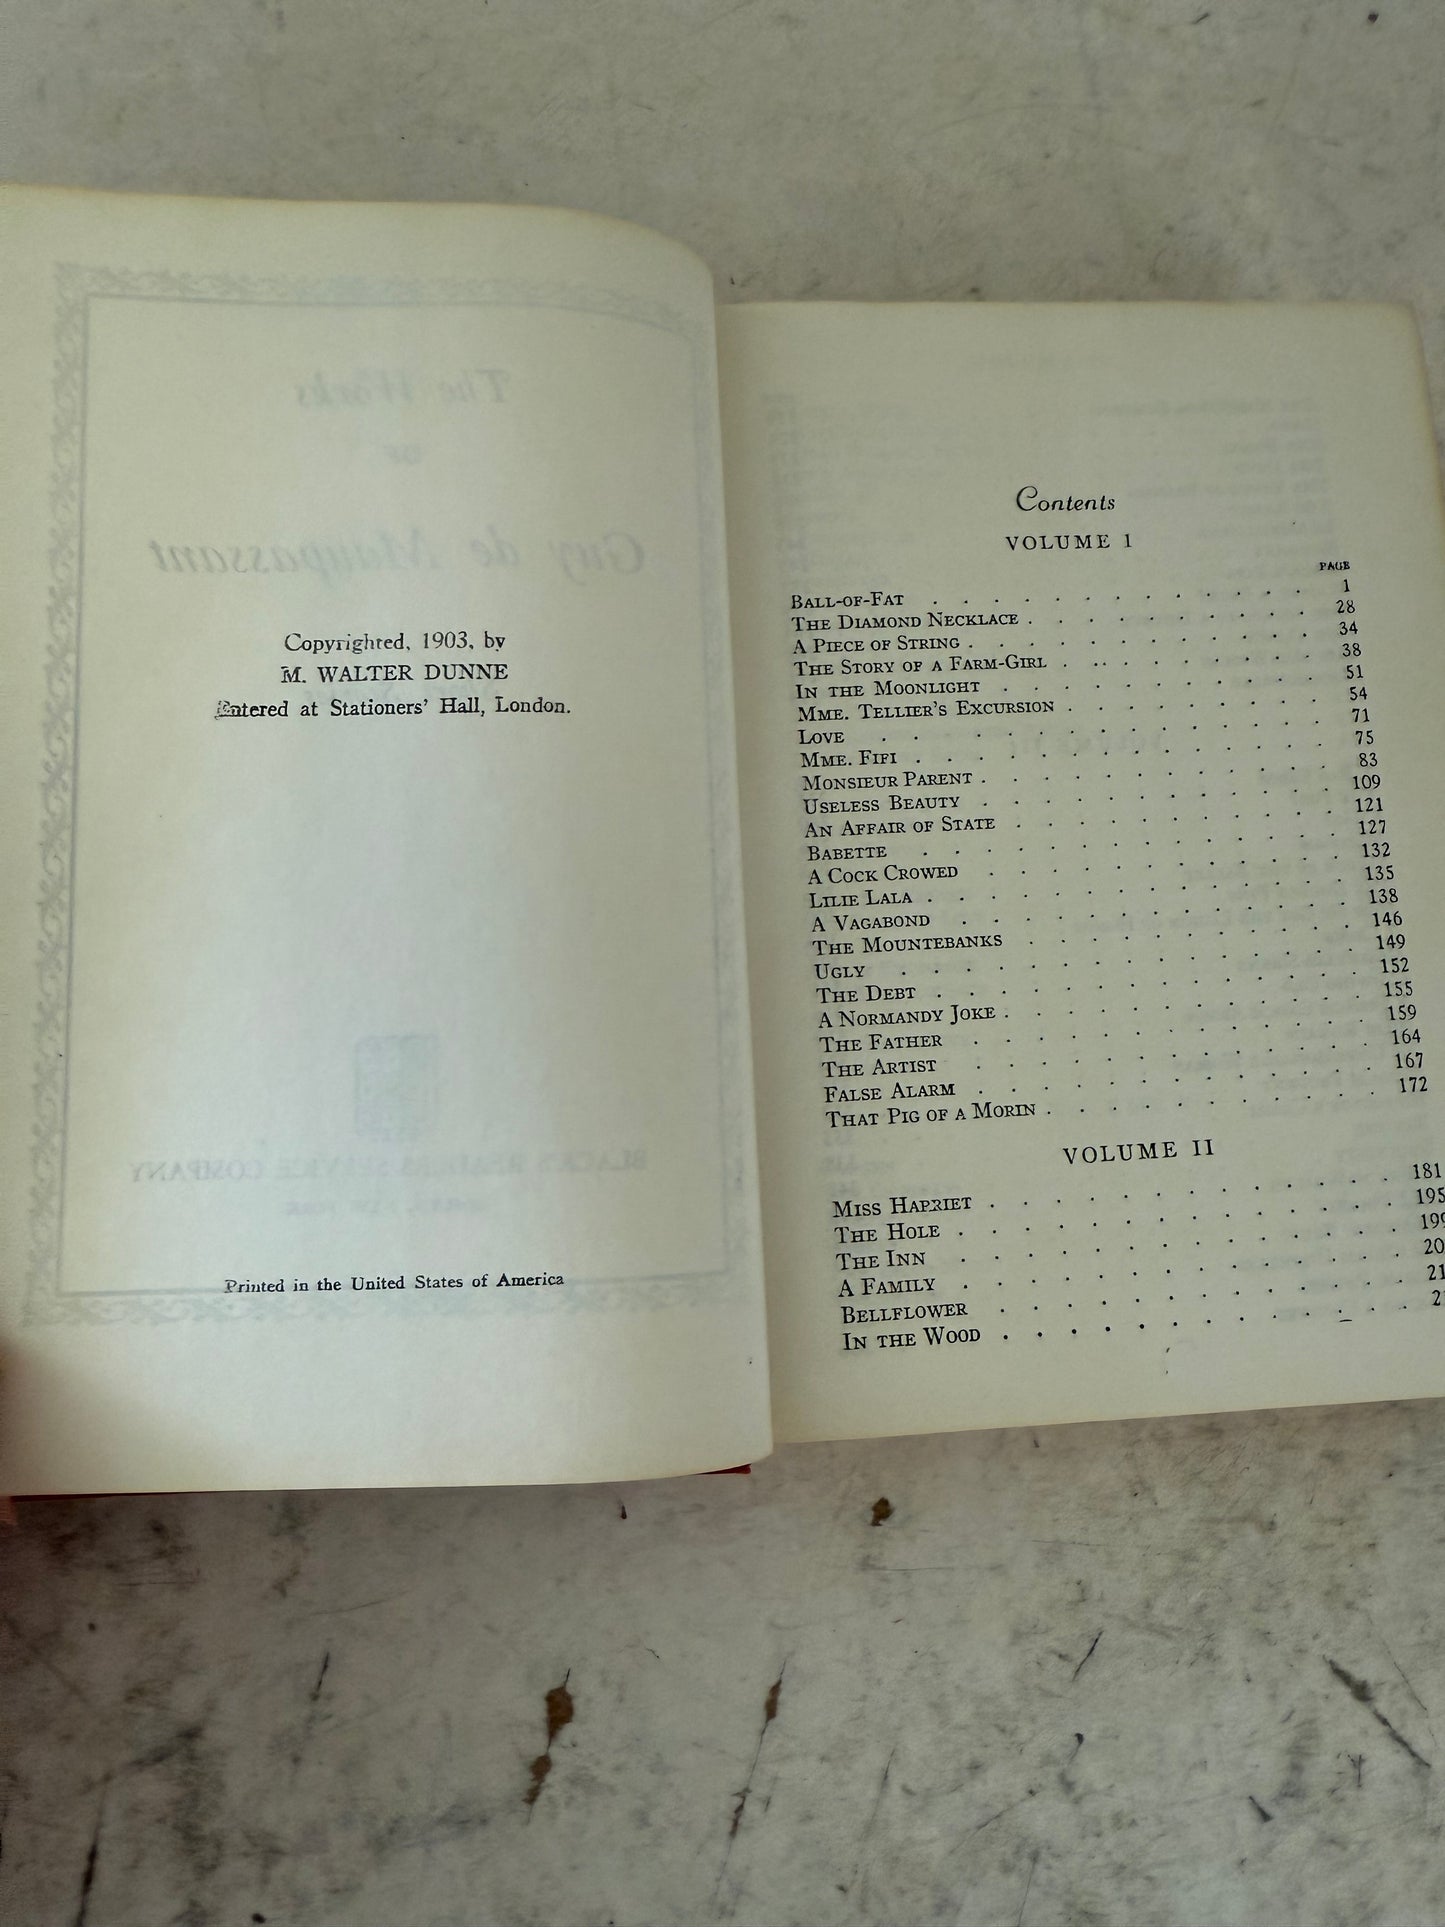 Copyrighted, 1903, by
M. WALTER DUNNE
Entered at Stationers' Hall, London.
Printed in the United States of America
Contents
VOLUME I
PAGE
BALL-OF-FAT . . . . . . . . . . . . 1
THE DIAMOND NECKLACE . . . . . . . . . 28
A PIECE OF STRING . . . . . . . . . . . 34
THE STORY OF A FARM-GIRL . . . . . . . . 38
IN THE MOONLIGHT . . . . . . . . . . 51
MME. TELLIER'S EXCURSION . . . . . . . . 54
LOVE . . . . . . . . . . . . 71
MME. FIFI . . . . . . . . . . . . 75
MONSIEUR PARENT . . . . . . . . . . . 83
USELESS BEAUTY . . . . . . . . . . . 109
AN AFFAIR OF STATE . . . . . . . . . . 121
BABETTE . . . . . . . . . . . . 127
A COCK CROWED . . . . . . . . . . . 132
LILIE LALA . . . . . . . . . . . . 135
A VAGABOND . . . . . . . . . . . . 138
THE MOUNTEBANKS . . . . . . . . . . 146
UGLY . . . . . . . . . . . . . 149
THE DEBT . . . . . . . . . . . . 152
A NORMANDY JOKE . . . . . . . . . . . 155
THE FATHER . . . . . . . . . . . 159
THE ARTIST . . . . . . . . . . . 164
FALSE ALARM . . . . . . . . . . . 167
THAT PIG OF A MORIN . . . . . . . . . . 172
VOLUME II
MISS HARRIET . . . . . . . . . . . . 181
THE HOLE . . . . . . . . . . . . . 195
THE INN . . . . . . . . . . . . . 199
A FAMILY . . . . . . . . . . . . .
BELLFLOWER . . . . . . . . . . . .
IN THE WOOD . . . . . . . . . . . .